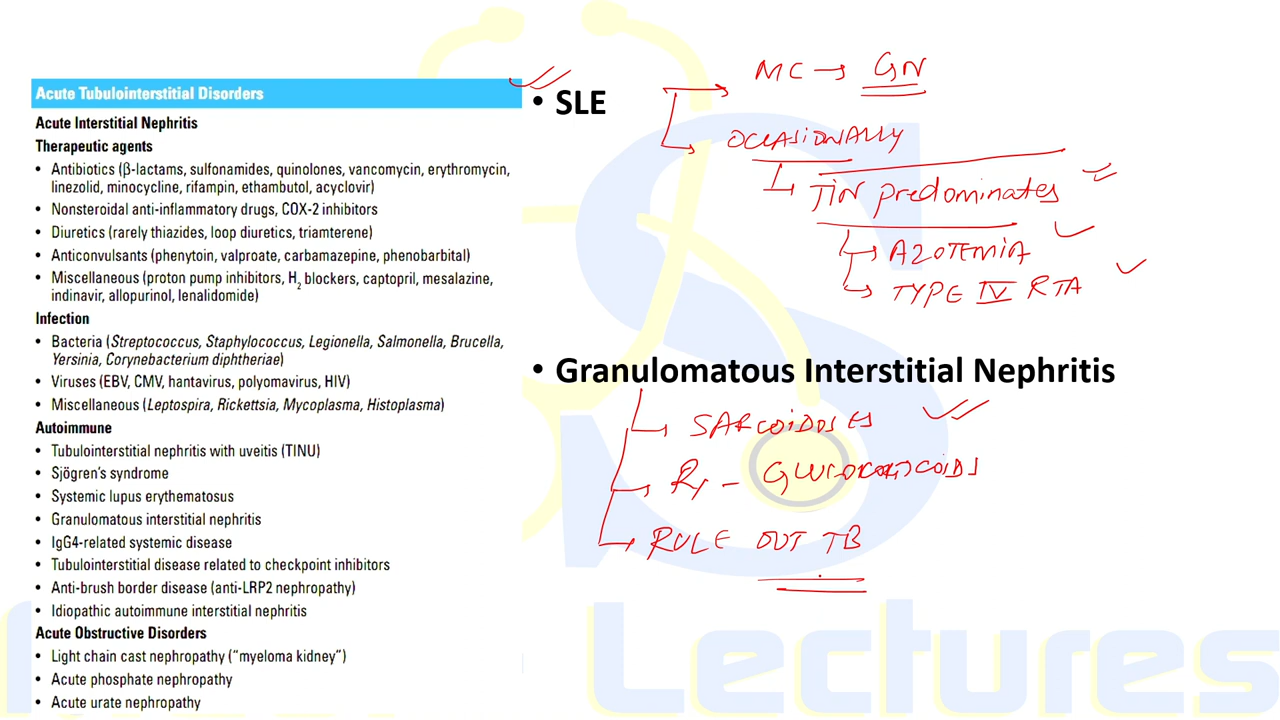 Acute Tubulointerstitial Disorders
Acute Interstitial Nephritis
Therapeutic agents
• Antibiotics (β-lactams, sulfonamides, quinolones, vancomycin, erythromycin,
linezolid, minocycline, rifampin, ethambutol, acyclovir)
• Nonsteroidal anti-inflammatory drugs, COX-2 inhibitors
• Diuretics (rarely thiazides, loop diuretics, triamterene)
• Anticonvulsants (phenytoin, valproate, carbamazepine, phenobarbital)
• Miscellaneous (proton pump inhibitors, H2 blockers, captopril, mesalazine,
indinavir, allopurinol, lenalidomide)
Infection
• Bacteria (Streptococcus, Staphylococcus, Legionella, Salmonella, Brucella,
Yersinia, Corynebacterium diphtheriae)
• Viruses (EBV, CMV, hantavirus, polyomavirus, HIV)
• Miscellaneous (Leptospira, Rickettsia, Mycoplasma, Histoplasma)
Autoimmune
• Tubulointerstitial nephritis with uveitis (TINU)
• Sjögren's syndrome
• Systemic lupus erythematosus
• Granulomatous interstitial nephritis
• IgG4-related systemic disease
• Tubulointerstitial disease related to checkpoint inhibitors
• Anti-brush border disease (anti-LRP2 nephropathy)
• Idiopathic autoimmune interstitial nephritis
Acute Obstructive Disorders
• Light chain cast nephropathy ("myeloma kidney")
• Acute phosphate nephropathy
• Acute urate nephropathy
• SLE
MC → GN
OCCASIONALLY
TIN predominates
AZOTEMIA
TYPE IV RTA
• Granulomatous Interstitial Nephritis
SARCOIDOSES
Rx - GLUCOCORTICOIDS
RULE OUT TB
Lectures